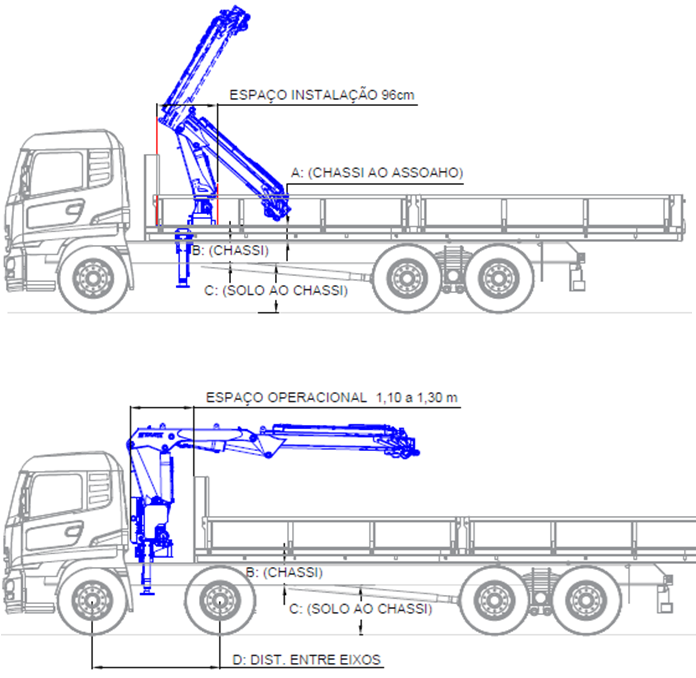 ESPAÇO INSTALAÇÃO 96cm
A: (CHASSI AO ASSOAHO)
B: (CHASSI)
C: (SOLO AO CHASSI)
ESPAÇO OPERACIONAL 1,10 a 1,30 m
B: (CHASSI)
C: (SOLO AO CHASSI)
D: DIST. ENTRE EIXOS